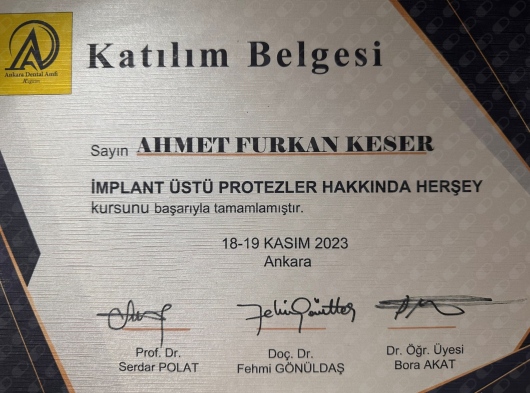 Ankara Dental Asnfi
Katılım Belgesi
Sayın AHMET FURKAN KESER
İMPLANT ÜSTÜ PROTEZLER HAKKINDA HERŞEY
kursunu başarıyla tamamlamıştır.
18-19 KASIM 2023
Ankara
Prof. Dr.
Serdar POLAT
Doç. Dr.
Fehmi GÖNÜLDAŞ
Dr. Öğr. Üyesi
Bora AKAT